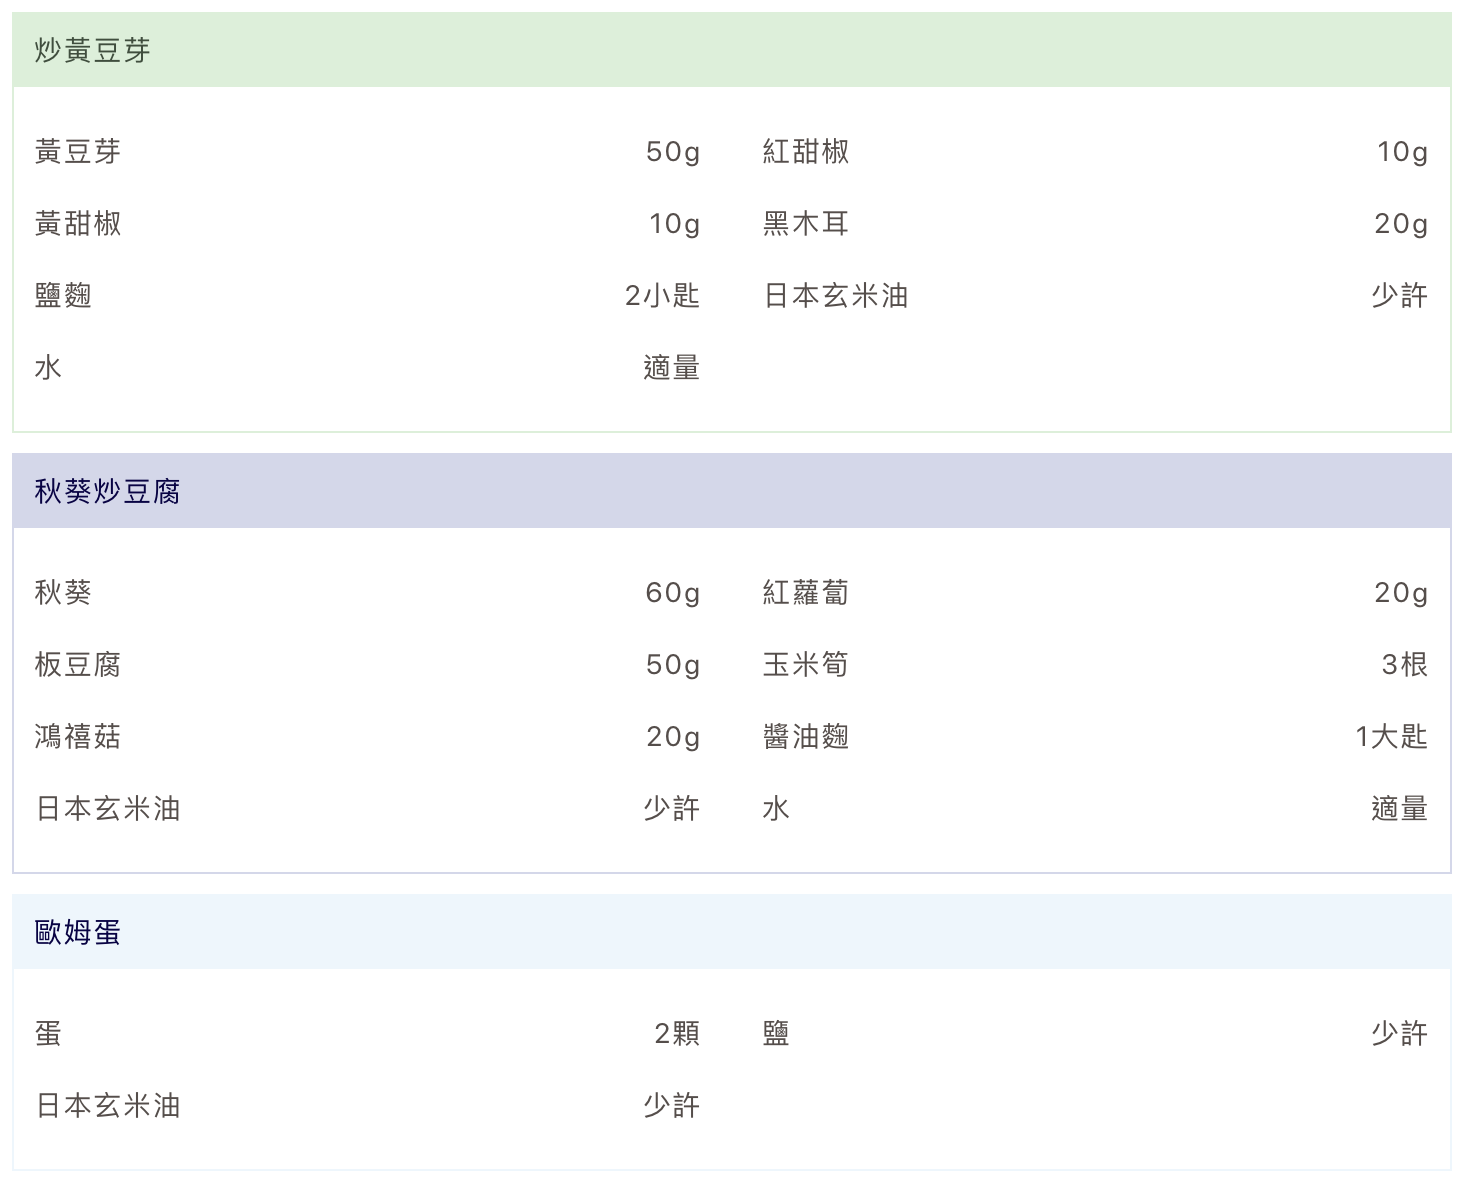 炒黃豆芽
黃豆芽 50g 紅甜椒 10g
黃甜椒 10g 黑木耳 20g
鹽麴 2小匙 日本玄米油 少許
水 適量
秋葵炒豆腐
秋葵 60g 紅蘿蔔 20g
板豆腐 50g 玉米筍 3根
鴻禧菇 20g 醬油麴 1大匙
日本玄米油 少許 水 適量
歐姆蛋
蛋 2顆 鹽 少許
日本玄米油 少許